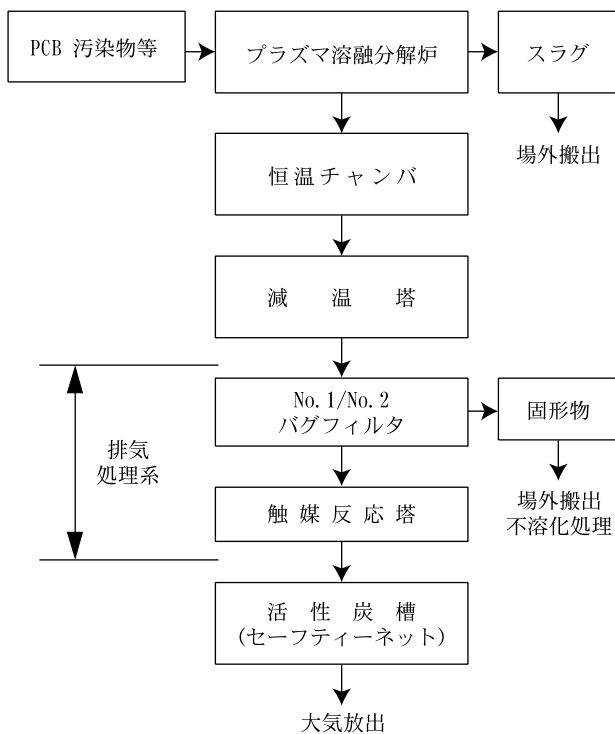 PCB 汚染物等
プラズマ溶融分解炉
スラグ
場外搬出
恒温チャンバ
減温塔
No.1/No.2
バグフィルタ
固形物
排気
処理系
場外搬出
不溶化処理
触媒反応塔
活性炭槽
(セーフティーネット)
大気放出